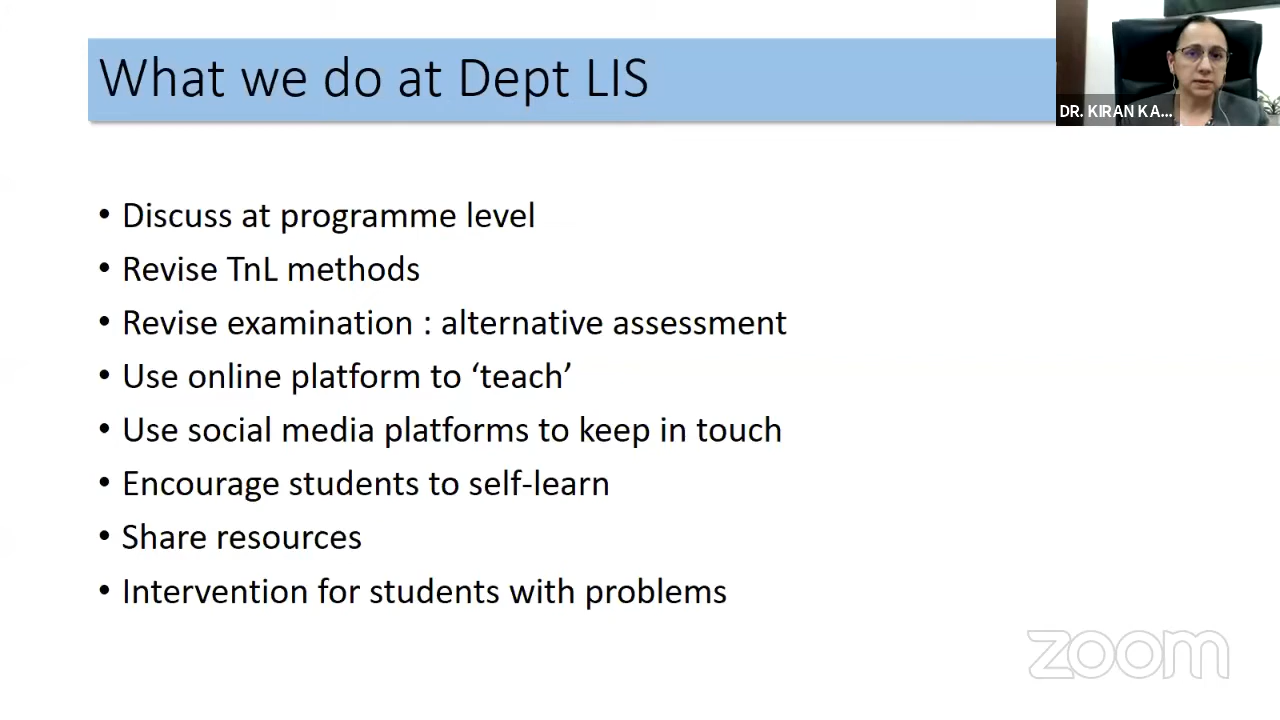 What we do at Dept LIS
DR. KIRAN KA...
• Discuss at programme level
• Revise TnL methods
• Revise examination : alternative assessment
• Use online platform to ‘teach’
• Use social media platforms to keep in touch
• Encourage students to self-learn
• Share resources
• Intervention for students with problems
zoom